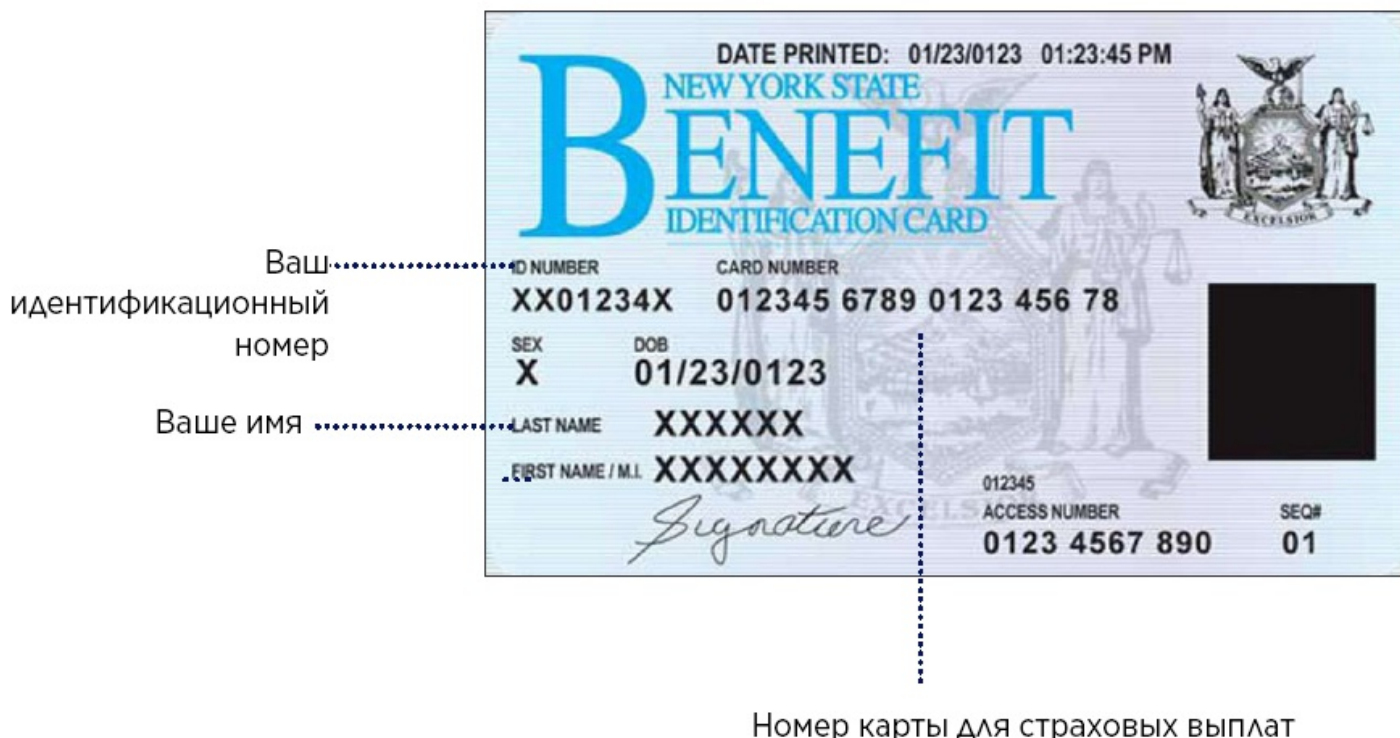 DATE PRINTED: 01/23/0123 01:23:45 PM
NEW YORK STATE
BENEFIT
IDENTIFICATION CARD
EXCELSIOR
Ваш
идентификационный
номер
ID NUMBER CARD NUMBER
XX01234X 012345 6789 0123 456 78
SEX DOB
X 01/23/0123
Ваше имя
LAST NAME XXXXXX
FIRST NAME / M.I. XXXXXXXX
EXCELSIOR
Signature
012345
ACCESS NUMBER SEQ#
0123 4567 890 01
Номер карты для страховых выплат